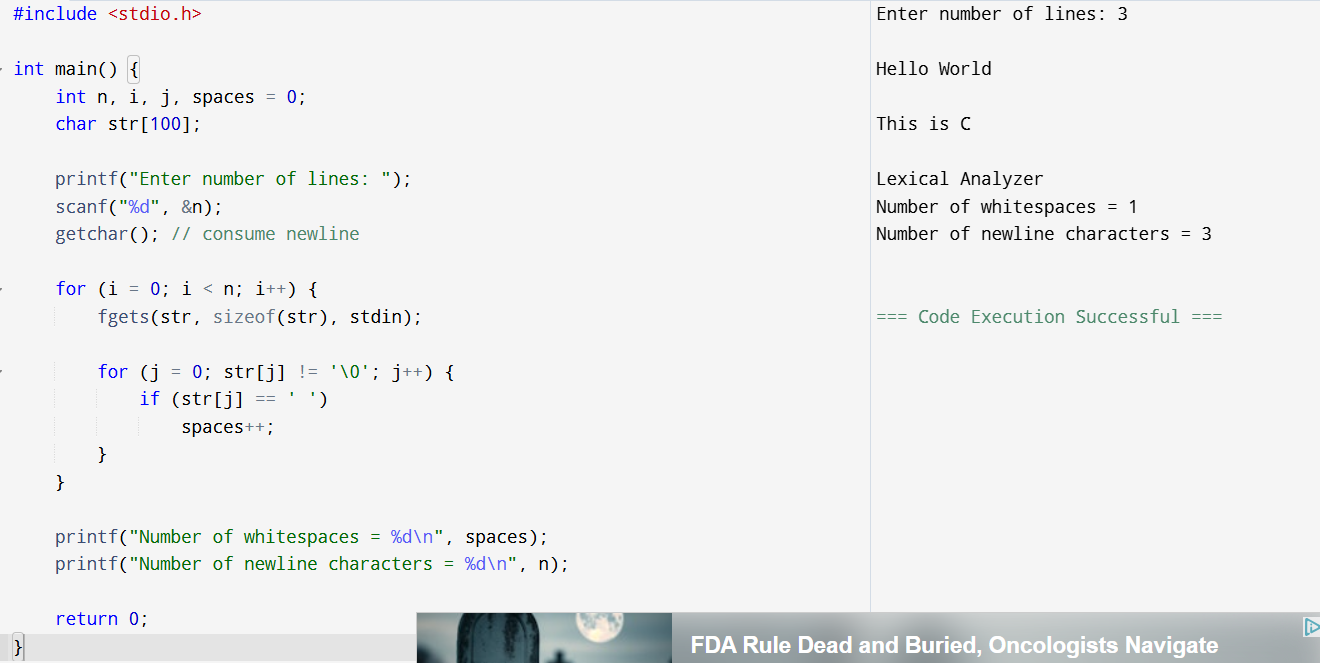 #include <stdio.h>
int main() {
    int n, i, j, spaces = 0;
    char str[100];
    printf("Enter number of lines: ");
    scanf("%d", &n);
    getchar(); // consume newline
    for (i = 0; i < n; i++) {
        fgets(str, sizeof(str), stdin);
        for (j = 0; str[j] != '\0'; j++) {
            if (str[j] == ' ')
                spaces++;
        }
    }
    printf("Number of whitespaces = %d\n", spaces);
    printf("Number of newline characters = %d\n", n);
    return 0;
}
Enter number of lines: 3
Hello World
This is C
Lexical Analyzer
Number of whitespaces = 1
Number of newline characters = 3
=== Code Execution Successful ===
FDA Rule Dead and Buried, Oncologists Navigate